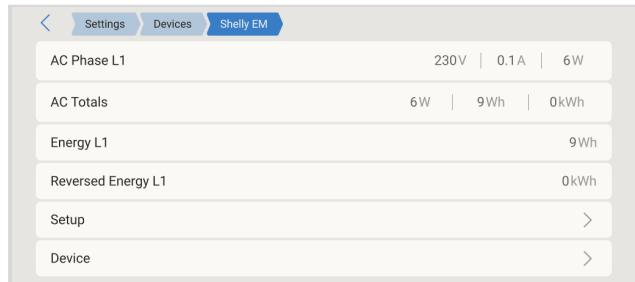 Settings Devices Shelly EM
AC Phase L1 230V 0.1A 6W
AC Totals 6W 9Wh 0kWh
Energy L1 9Wh
Reversed Energy L1 0kWh
Setup
Device